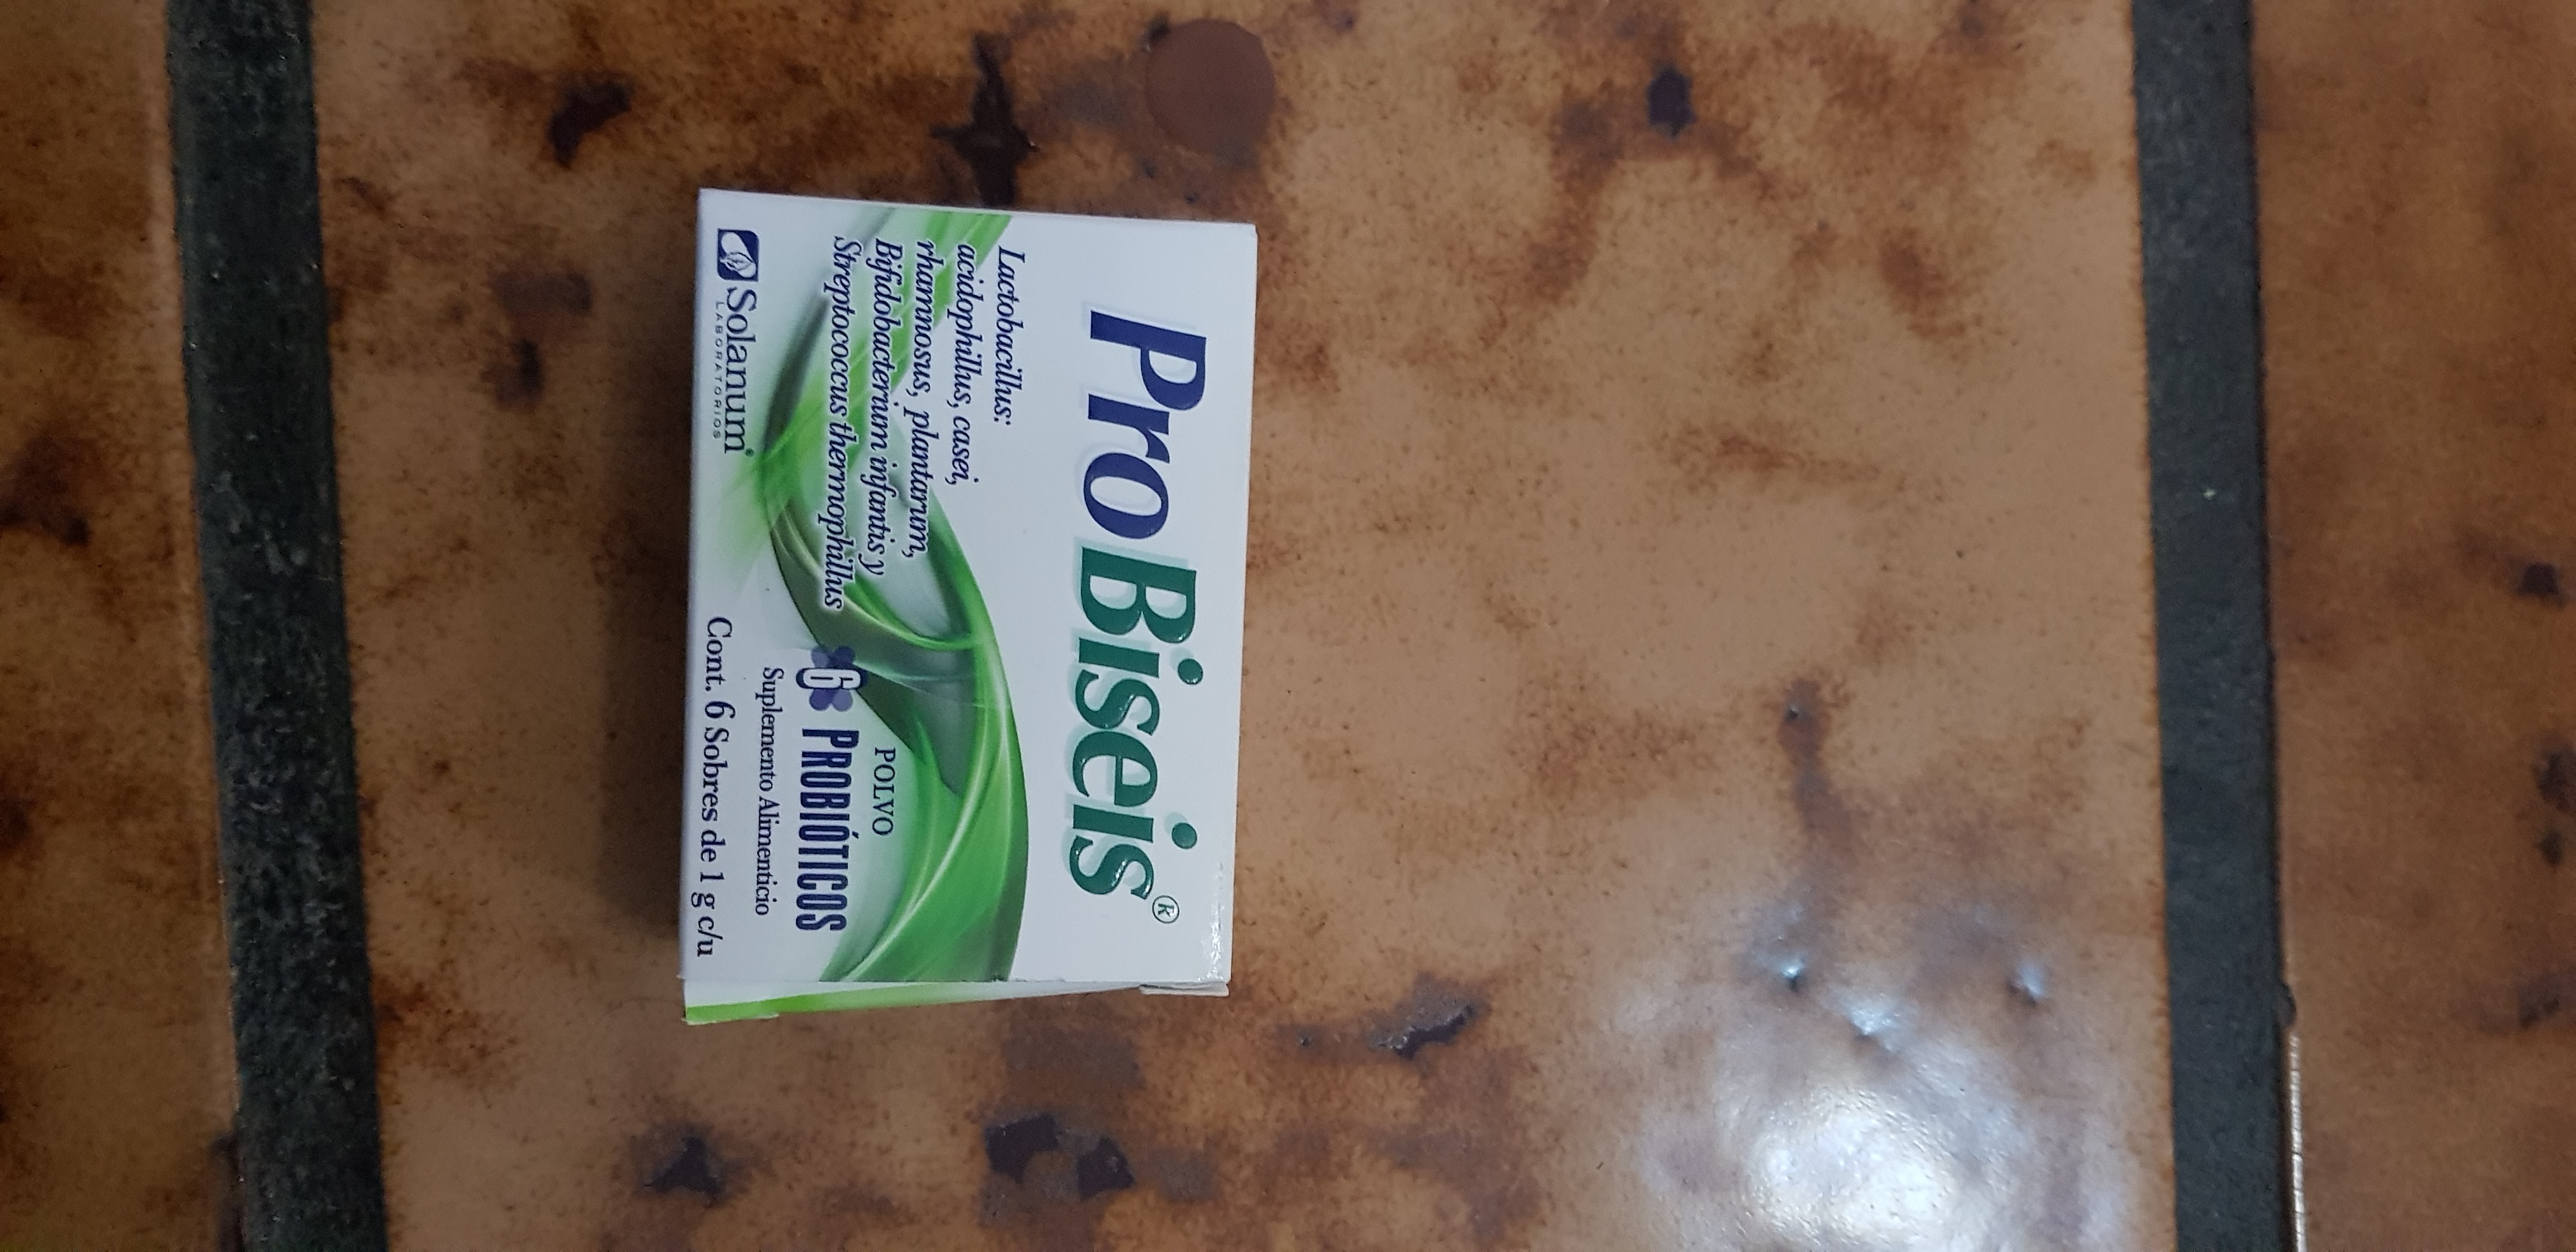 ProBiseis®
Lactobacillus:
acidophillus, casei,
rhamnosus, plantarum,
Bifidobacterium infantis y
Streptococcus thermophillus
POLVO
6 PROBIÓTICOS
Suplemento Alimenticio
Solanum®
LABORATORIOS
Cont. 6 Sobres de 1 g c/u